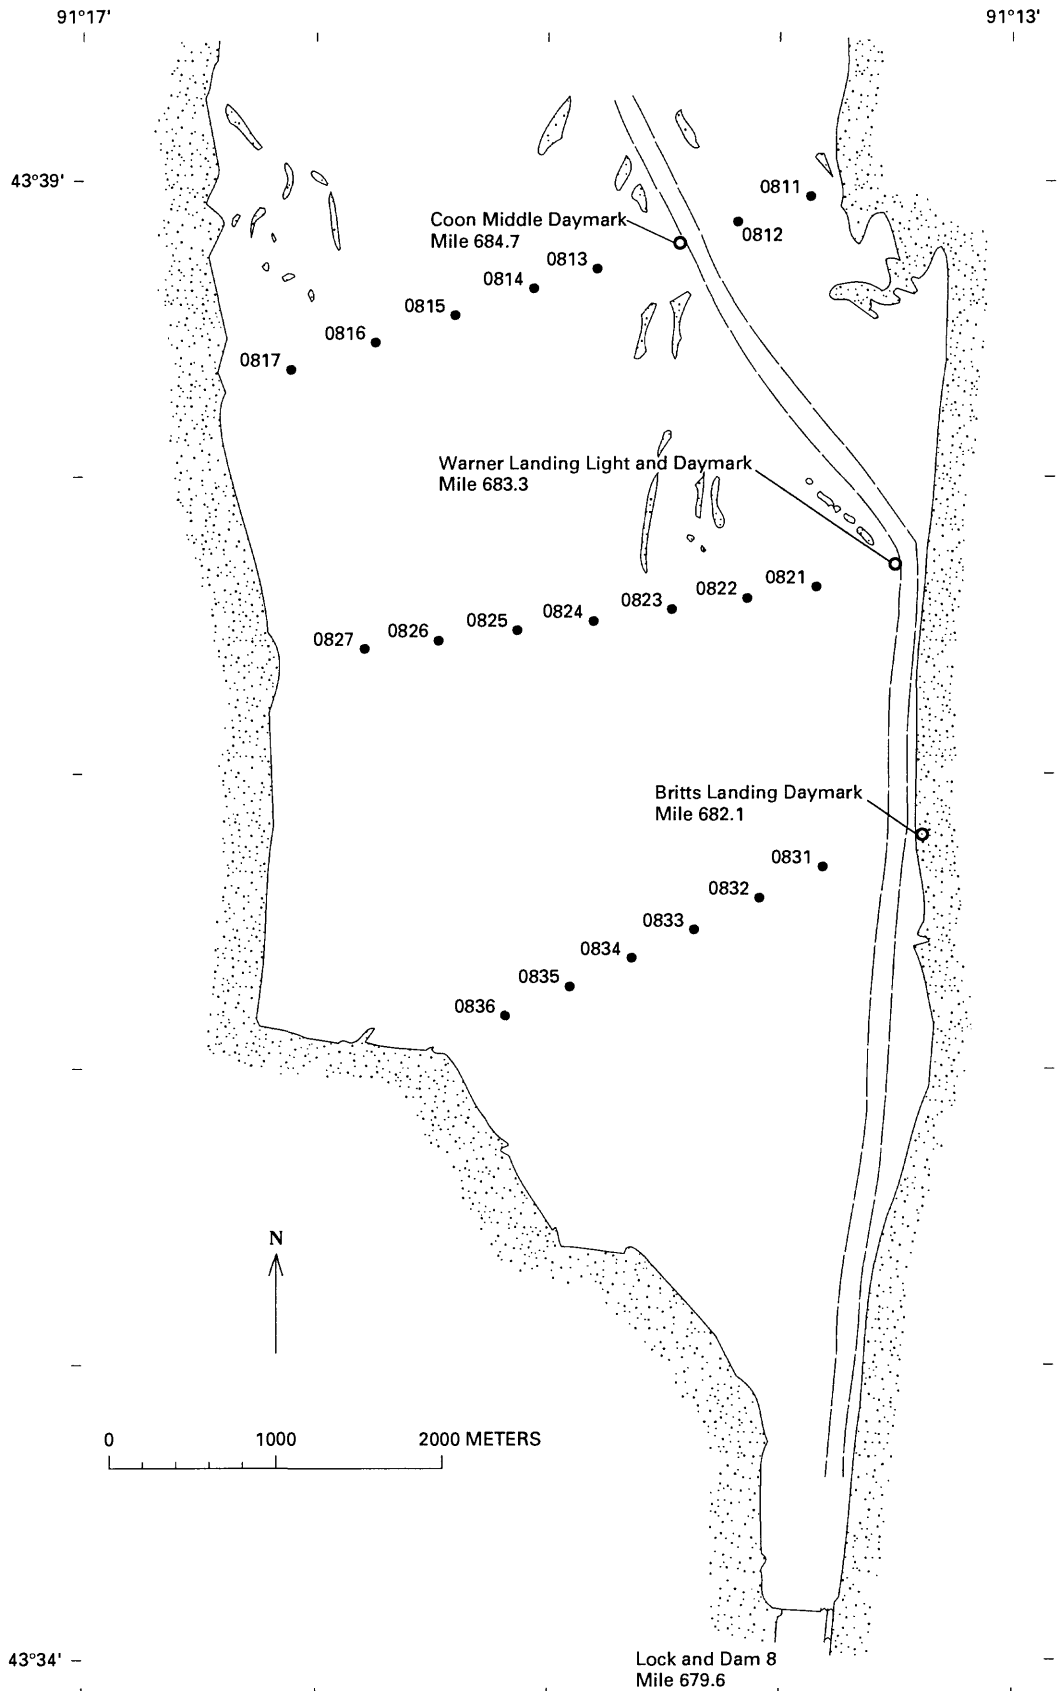 91°17'
91°13'
43°39'
0811
0812
Coon Middle Daymark
Mile 684.7
0813
0814
0815
0816
0817
Warner Landing Light and Daymark
Mile 683.3
0821
0822
0823
0824
0825
0826
0827
Britts Landing Daymark
Mile 682.1
0831
0832
0833
0834
0835
0836
N
0 1000 2000 METERS
43°34'
Lock and Dam 8
Mile 679.6